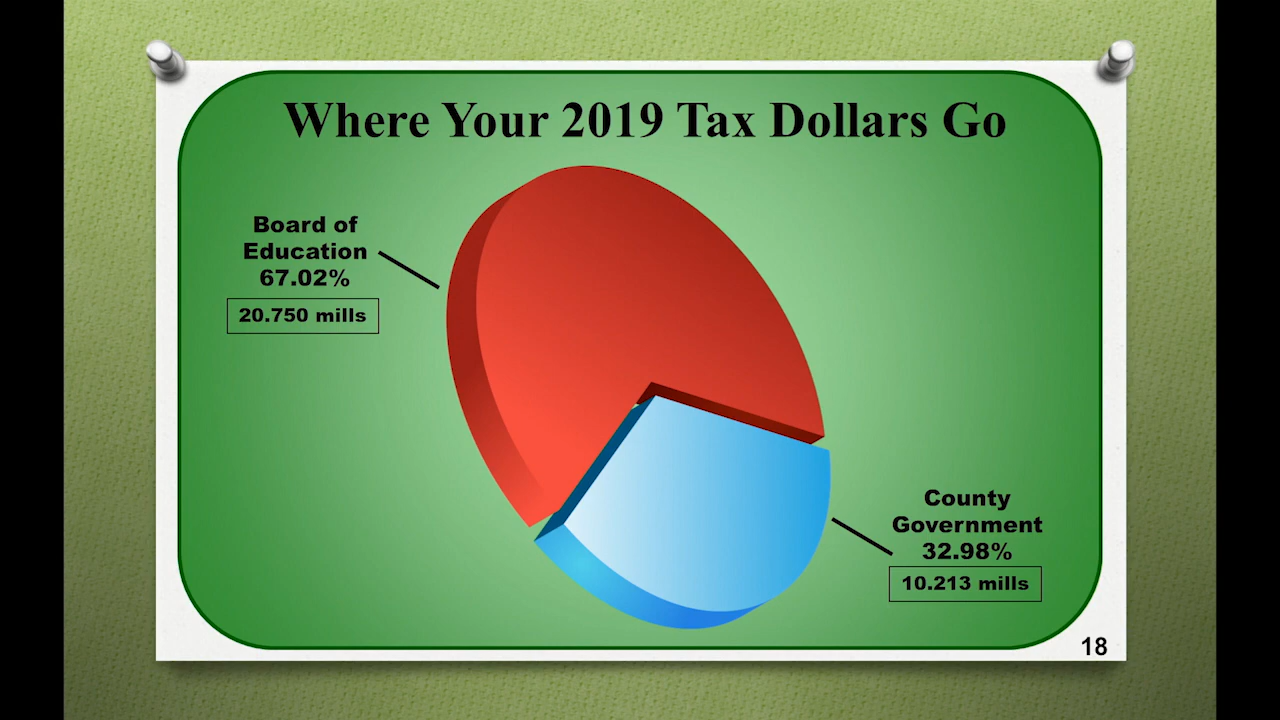 Where Your 2019 Tax Dollars Go
Board of
Education
67.02%
20.750 mills
County
Government
32.98%
10.213 mills
18